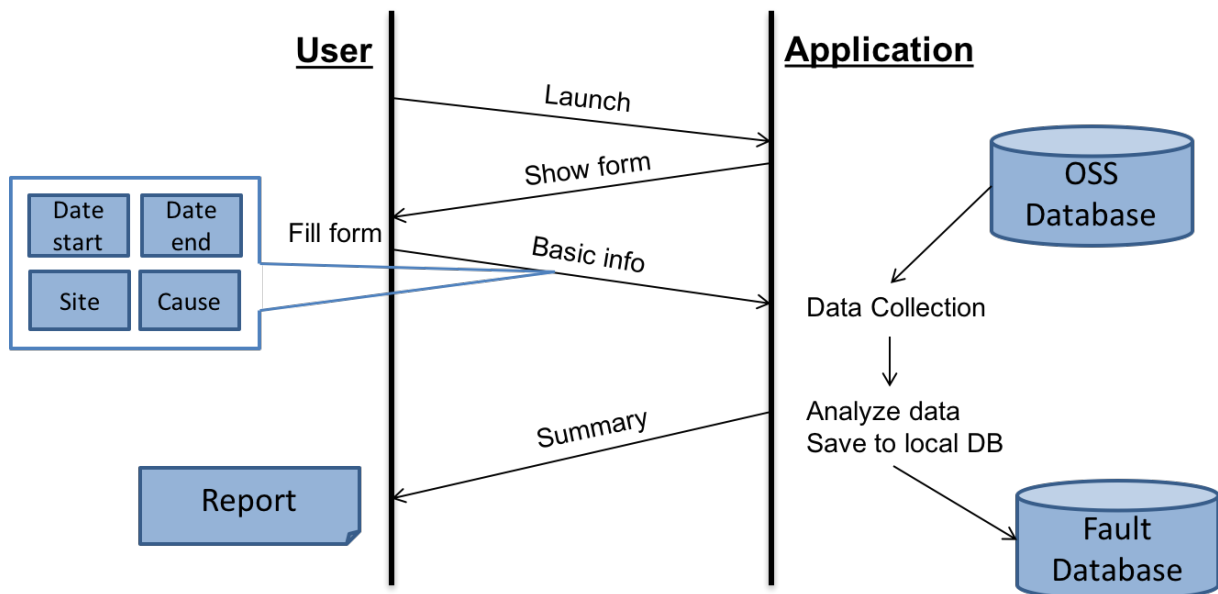 User
Application
Launch
Show form
OSS
Database
Date
start
Date
end
Fill form
Basic info
Site
Cause
Data Collection
Analyze data
Save to local DB
Summary
Report
Fault
Database